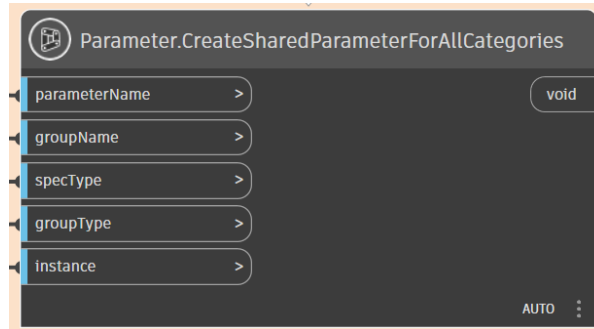 Parameter.CreateSharedParameterForAllCategories
parameterName >
void
groupName >
specType >
groupType >
instance >
AUTO